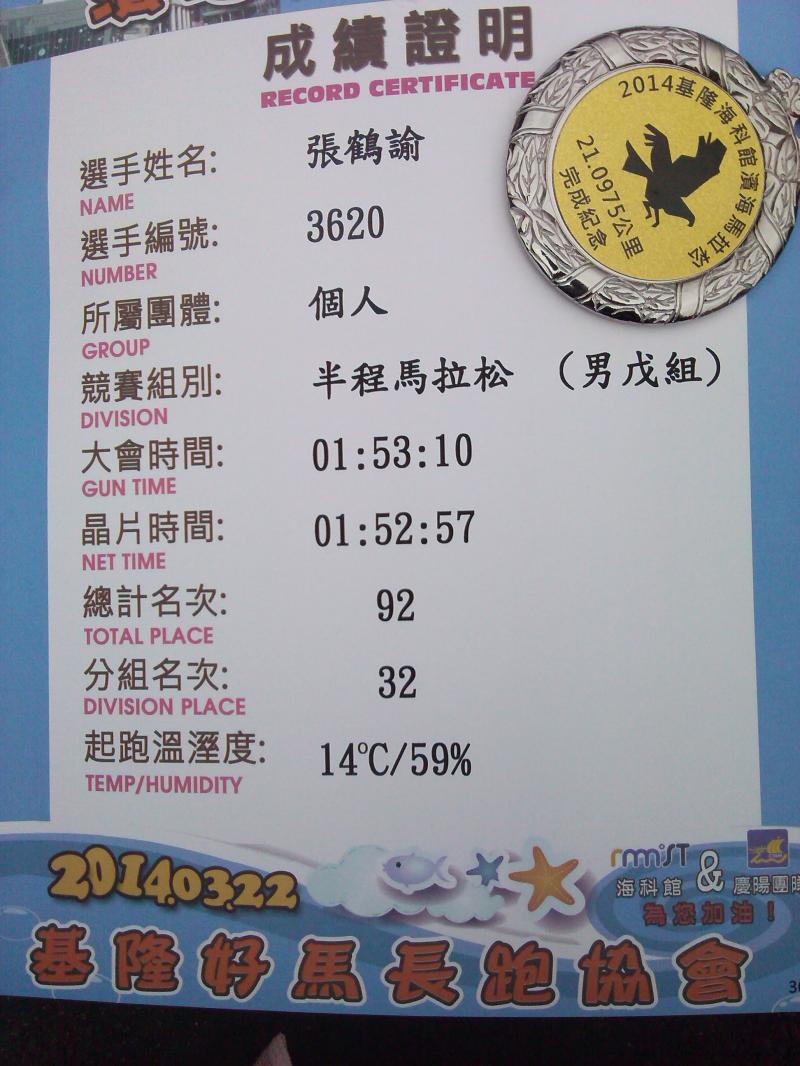 成績證明
RECORD CERTIFICATE
選手姓名: 張鶴諭
NAME
選手編號: 3620
NUMBER
所屬團體: 個人
GROUP
競賽組別: 半程馬拉松 (男戊組)
DIVISION
大會時間: 01:53:10
GUN TIME
晶片時間: 01:52:57
NET TIME
總計名次: 92
TOTAL PLACE
分組名次: 32
DIVISION PLACE
起跑溫溼度: 14℃/59%
TEMP/HUMIDITY
2014基隆海科館濱海馬拉松
21.0975公里
完成紀念
2014.03.22
海科館 & 慶陽團隊
為您加油!
基隆好馬長跑協會